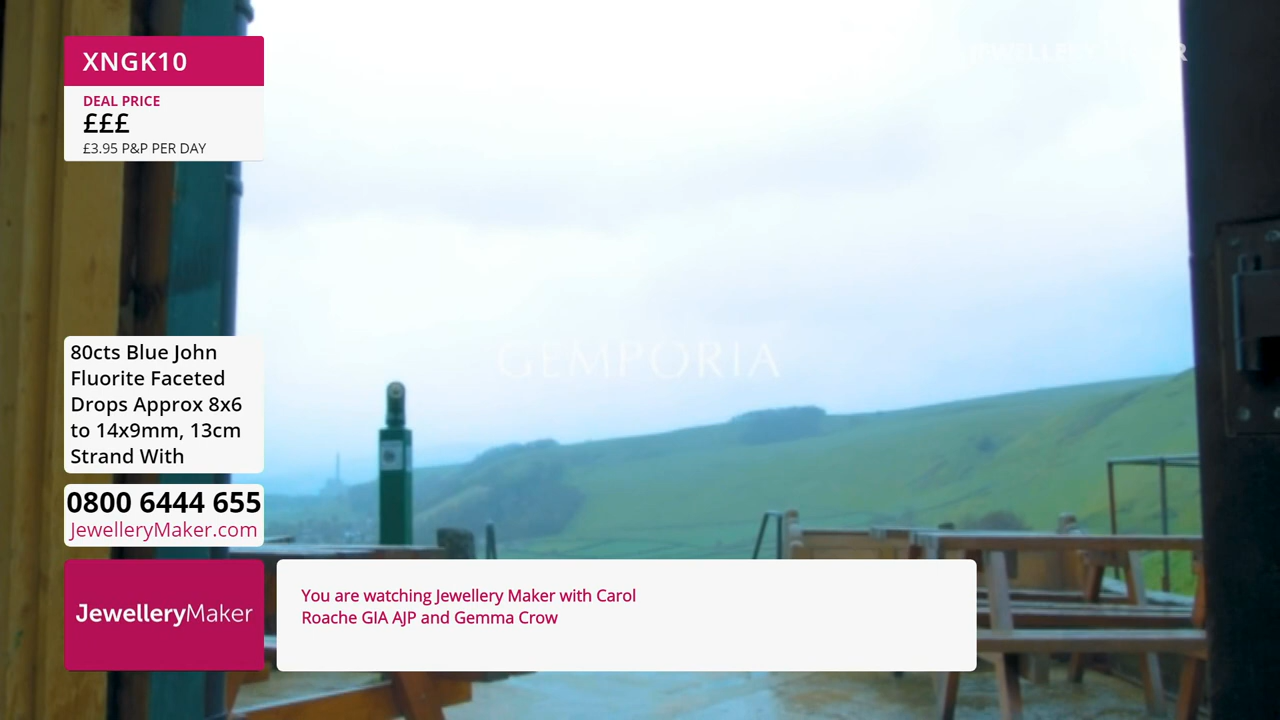 XNGK10
DEAL PRICE
£££
£3.95 P&P PER DAY
JEWELLERY MAKER
GEMPORIA
80cts Blue John
Fluorite Faceted
Drops Approx 8x6
to 14x9mm, 13cm
Strand With
0800 6444 655
JewelleryMaker.com
JewelleryMaker
You are watching Jewellery Maker with Carol
Roache GIA AJP and Gemma Crow